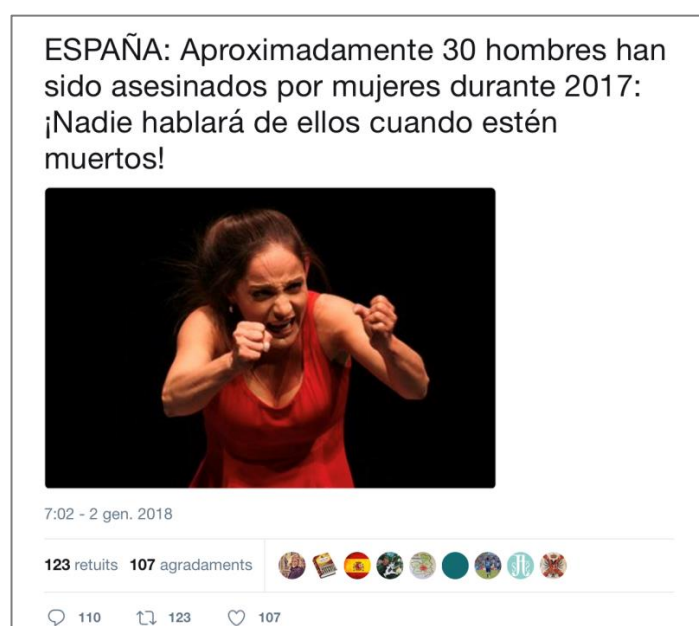 ESPAÑA: Aproximadamente 30 hombres han
sido asesinados por mujeres durante 2017:
¡Nadie hablará de ellos cuando estén
muertos!
7:02 - 2 gen. 2018
123 retuits 107 agradaments
110 123 107